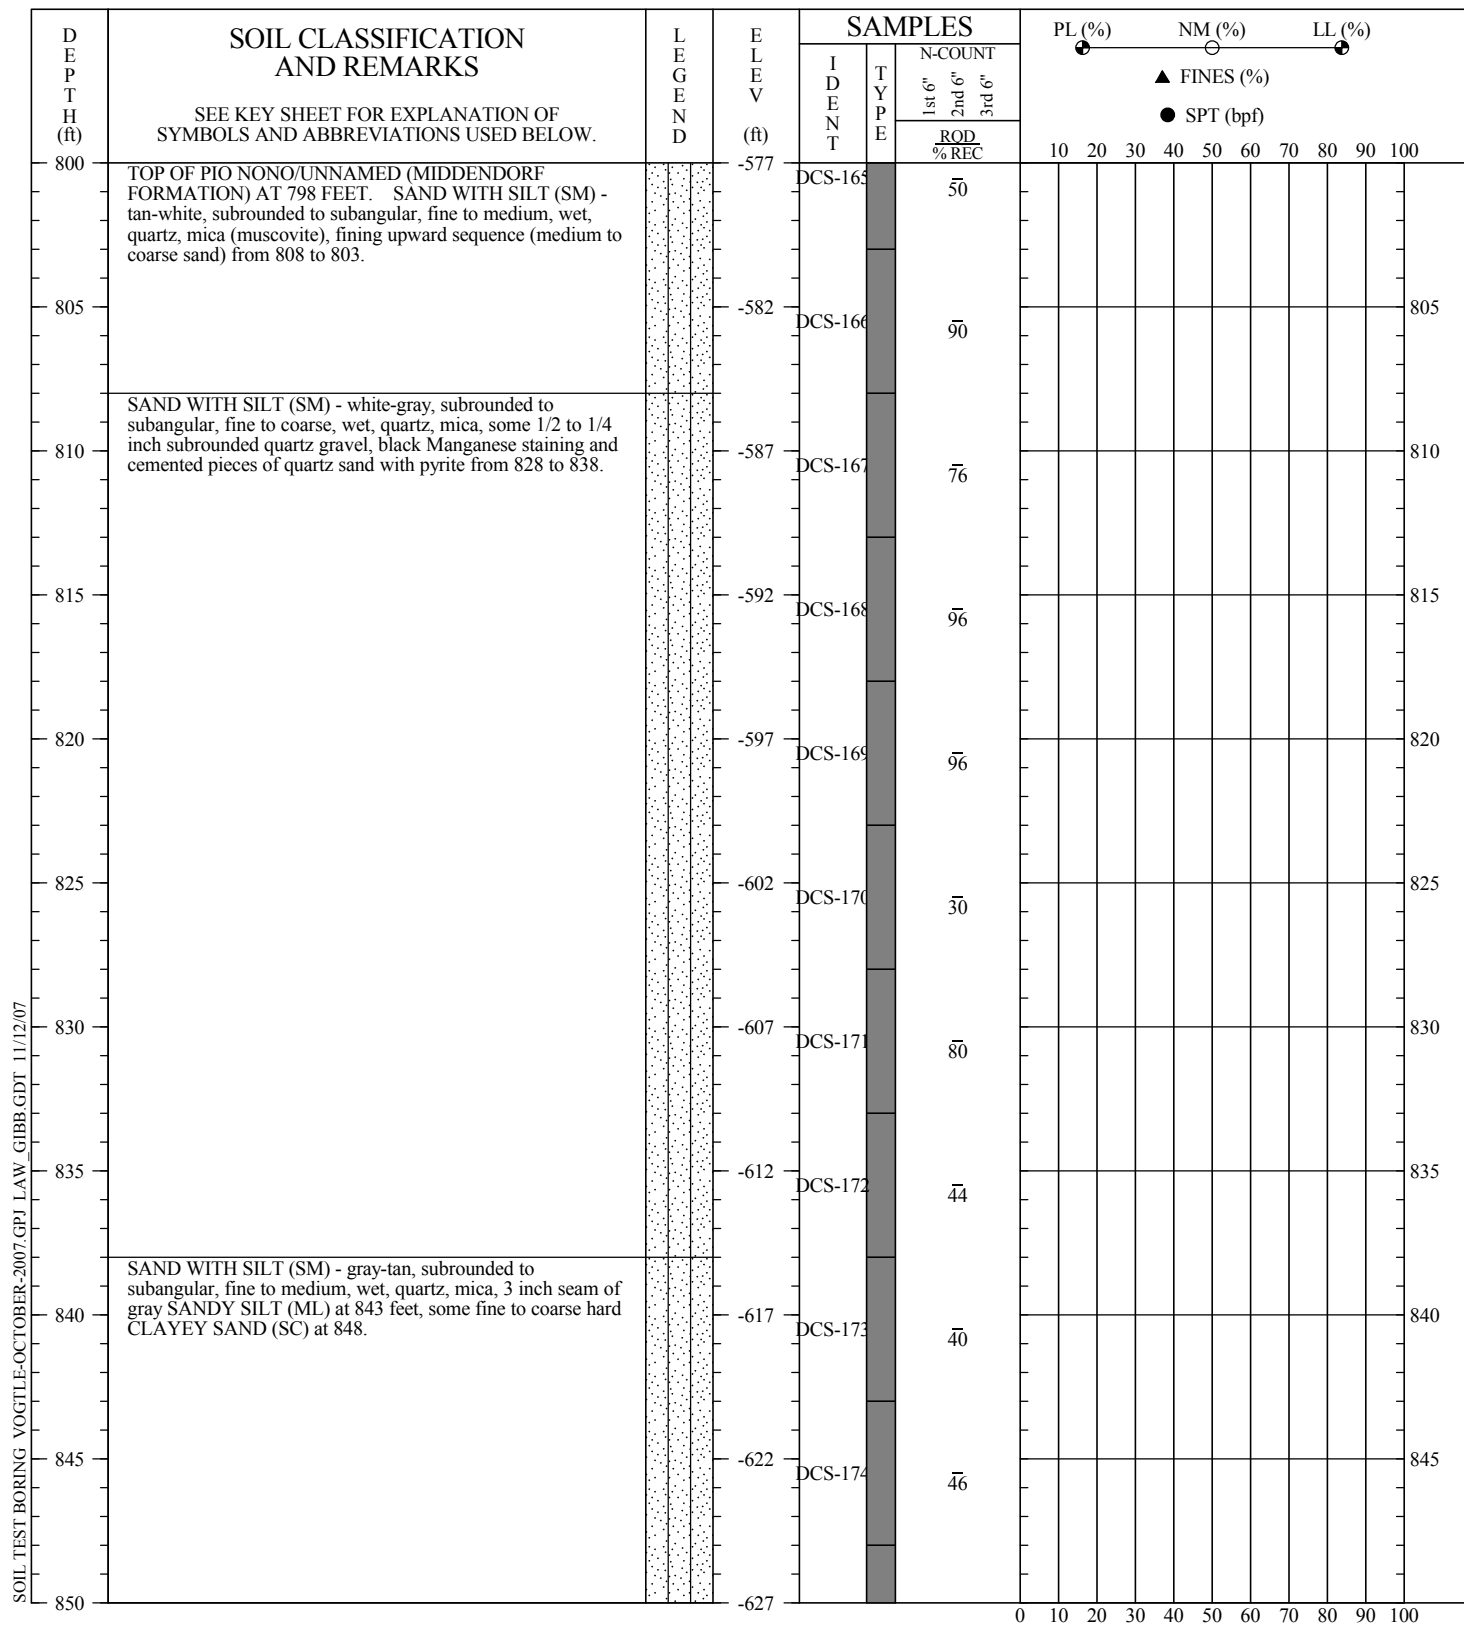 DEPTH
(ft)
SOIL CLASSIFICATION
AND REMARKS
SEE KEY SHEET FOR EXPLANATION OF
SYMBOLS AND ABBREVIATIONS USED BELOW.
LEGEND
ELEV
(ft)
SAMPLES
IDENT
TYPE
N-COUNT
1st 6"
2nd 6"
3rd 6"
RQD
% REC
PL (%)
NM (%)
LL (%)
▲ FINES (%)
● SPT (bpf)
10 20 30 40 50 60 70 80 90 100
800
TOP OF PIO NONO/UNNAMED (MIDDENDORF
FORMATION) AT 798 FEET. SAND WITH SILT (SM) -
tan-white, subrounded to subangular, fine to medium, wet,
quartz, mica (muscovite), fining upward sequence (medium to
coarse sand) from 808 to 803.
-577
DCS-165
50
805
-582
DCS-166
90
805
SAND WITH SILT (SM) - white-gray, subrounded to
subangular, fine to coarse, wet, quartz, mica, some 1/2 to 1/4
inch subrounded quartz gravel, black Manganese staining and
cemented pieces of quartz sand with pyrite from 828 to 838.
810
-587
DCS-167
76
810
815
-592
DCS-168
96
815
820
-597
DCS-169
96
820
825
-602
DCS-170
30
825
830
-607
DCS-171
80
830
835
-612
DCS-172
44
835
SAND WITH SILT (SM) - gray-tan, subrounded to
subangular, fine to medium, wet, quartz, mica, 3 inch seam of
gray SANDY SILT (ML) at 843 feet, some fine to coarse hard
CLAYEY SAND (SC) at 848.
840
-617
DCS-173
40
840
845
-622
DCS-174
46
845
850
-627
0 10 20 30 40 50 60 70 80 90 100
SOIL TEST BORING VOGTLE-OCTOBER-2007.GPJ LAW_GIBB.GDT 11/12/07